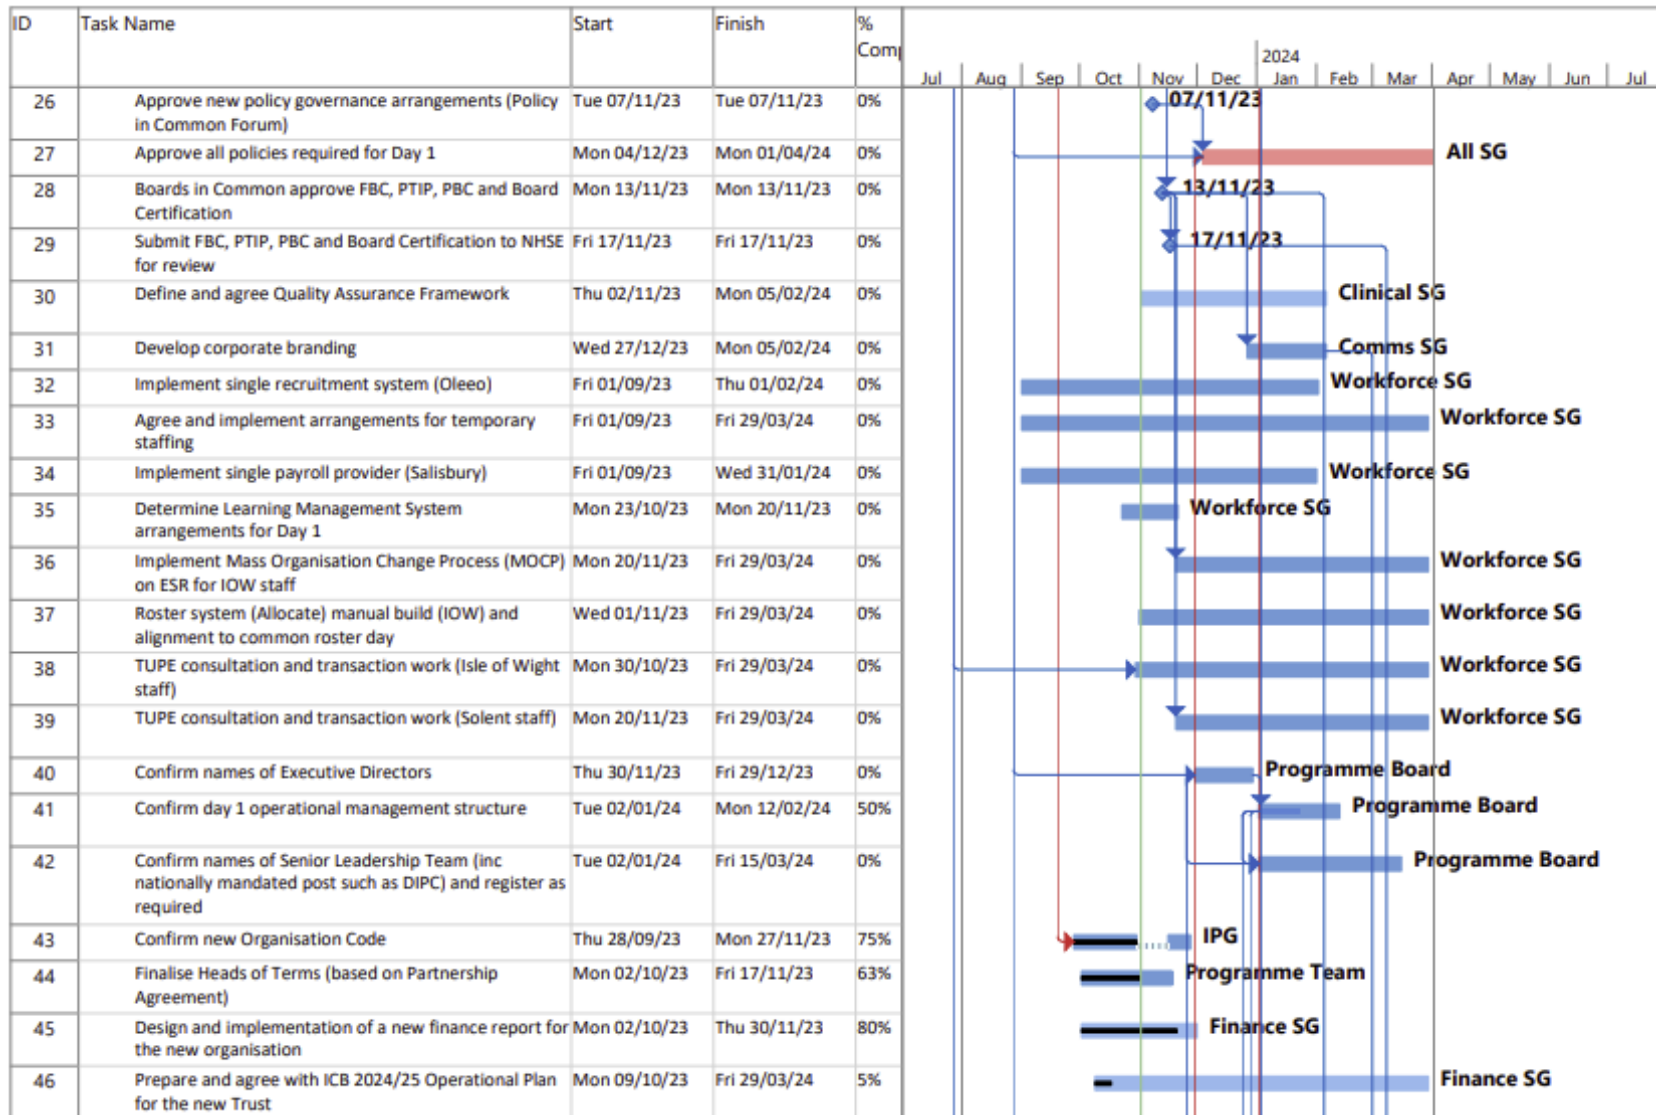 ID Task Name Start Finish %
Comp
2024
Jul Aug Sep Oct Nov Dec Jan Feb Mar Apr May Jun Jul
26 Approve new policy governance arrangements (Policy Tue 07/11/23 Tue 07/11/23 0% 07/11/23
in Common Forum)
27 Approve all policies required for Day 1 Mon 04/12/23 Mon 01/04/24 0% All SG
28 Boards in Common approve FBC, PTIP, PBC and Board Mon 13/11/23 Mon 13/11/23 0% 13/11/23
Certification
29 Submit FBC, PTIP, PBC and Board Certification to NHSE Fri 17/11/23 Fri 17/11/23 0% 17/11/23
for review
30 Define and agree Quality Assurance Framework Thu 02/11/23 Mon 05/02/24 0% Clinical SG
31 Develop corporate branding Wed 27/12/23 Mon 05/02/24 0% Comms SG
32 Implement single recruitment system (Oleeo) Fri 01/09/23 Thu 01/02/24 0% Workforce SG
33 Agree and implement arrangements for temporary Fri 01/09/23 Fri 29/03/24 0% Workforce SG
staffing
34 Implement single payroll provider (Salisbury) Fri 01/09/23 Wed 31/01/24 0% Workforce SG
35 Determine Learning Management System Mon 23/10/23 Mon 20/11/23 0% Workforce SG
arrangements for Day 1
36 Implement Mass Organisation Change Process (MOCP) Mon 20/11/23 Fri 29/03/24 0% Workforce SG
on ESR for IOW staff
37 Roster system (Allocate) manual build (IOW) and Wed 01/11/23 Fri 29/03/24 0% Workforce SG
alignment to common roster day
38 TUPE consultation and transaction work (Isle of Wight Mon 30/10/23 Fri 29/03/24 0% Workforce SG
staff)
39 TUPE consultation and transaction work (Solent staff) Mon 20/11/23 Fri 29/03/24 0% Workforce SG
40 Confirm names of Executive Directors Thu 30/11/23 Fri 29/12/23 0% Programme Board
41 Confirm day 1 operational management structure Tue 02/01/24 Mon 12/02/24 50% Programme Board
42 Confirm names of Senior Leadership Team (inc Tue 02/01/24 Fri 15/03/24 0% Programme Board
nationally mandated post such as DIPC) and register as
required
43 Confirm new Organisation Code Thu 28/09/23 Mon 27/11/23 75% IPG
44 Finalise Heads of Terms (based on Partnership Mon 02/10/23 Fri 17/11/23 63% Programme Team
Agreement)
45 Design and implementation of a new finance report for Mon 02/10/23 Thu 30/11/23 80% Finance SG
the new organisation
46 Prepare and agree with ICB 2024/25 Operational Plan Mon 09/10/23 Fri 29/03/24 5% Finance SG
for the new Trust